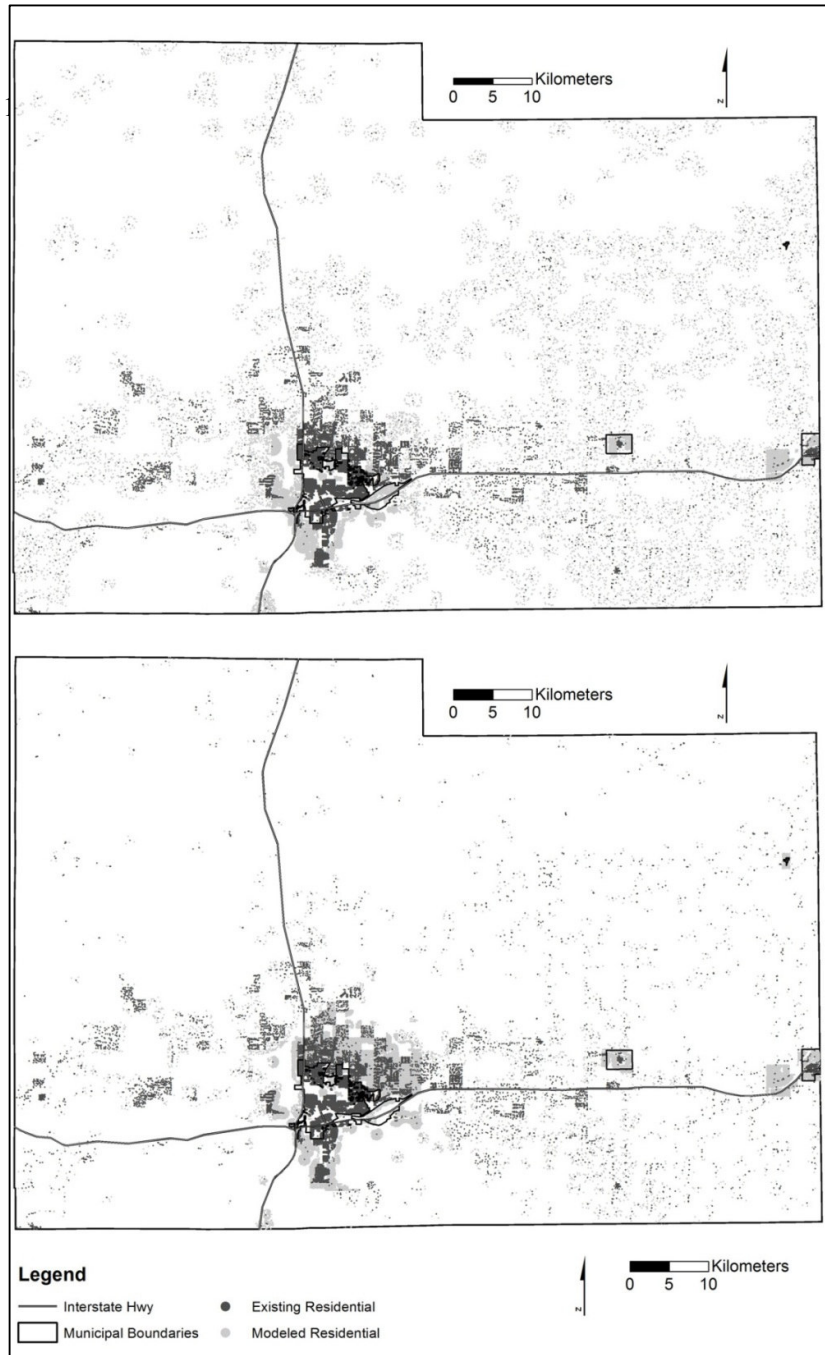 Kilometers
0 5 10
N
Kilometers
0 5 10
N
Kilometers
0 5 10
N
Legend
Interstate Hwy
Existing Residential
Municipal Boundaries
Modeled Residential